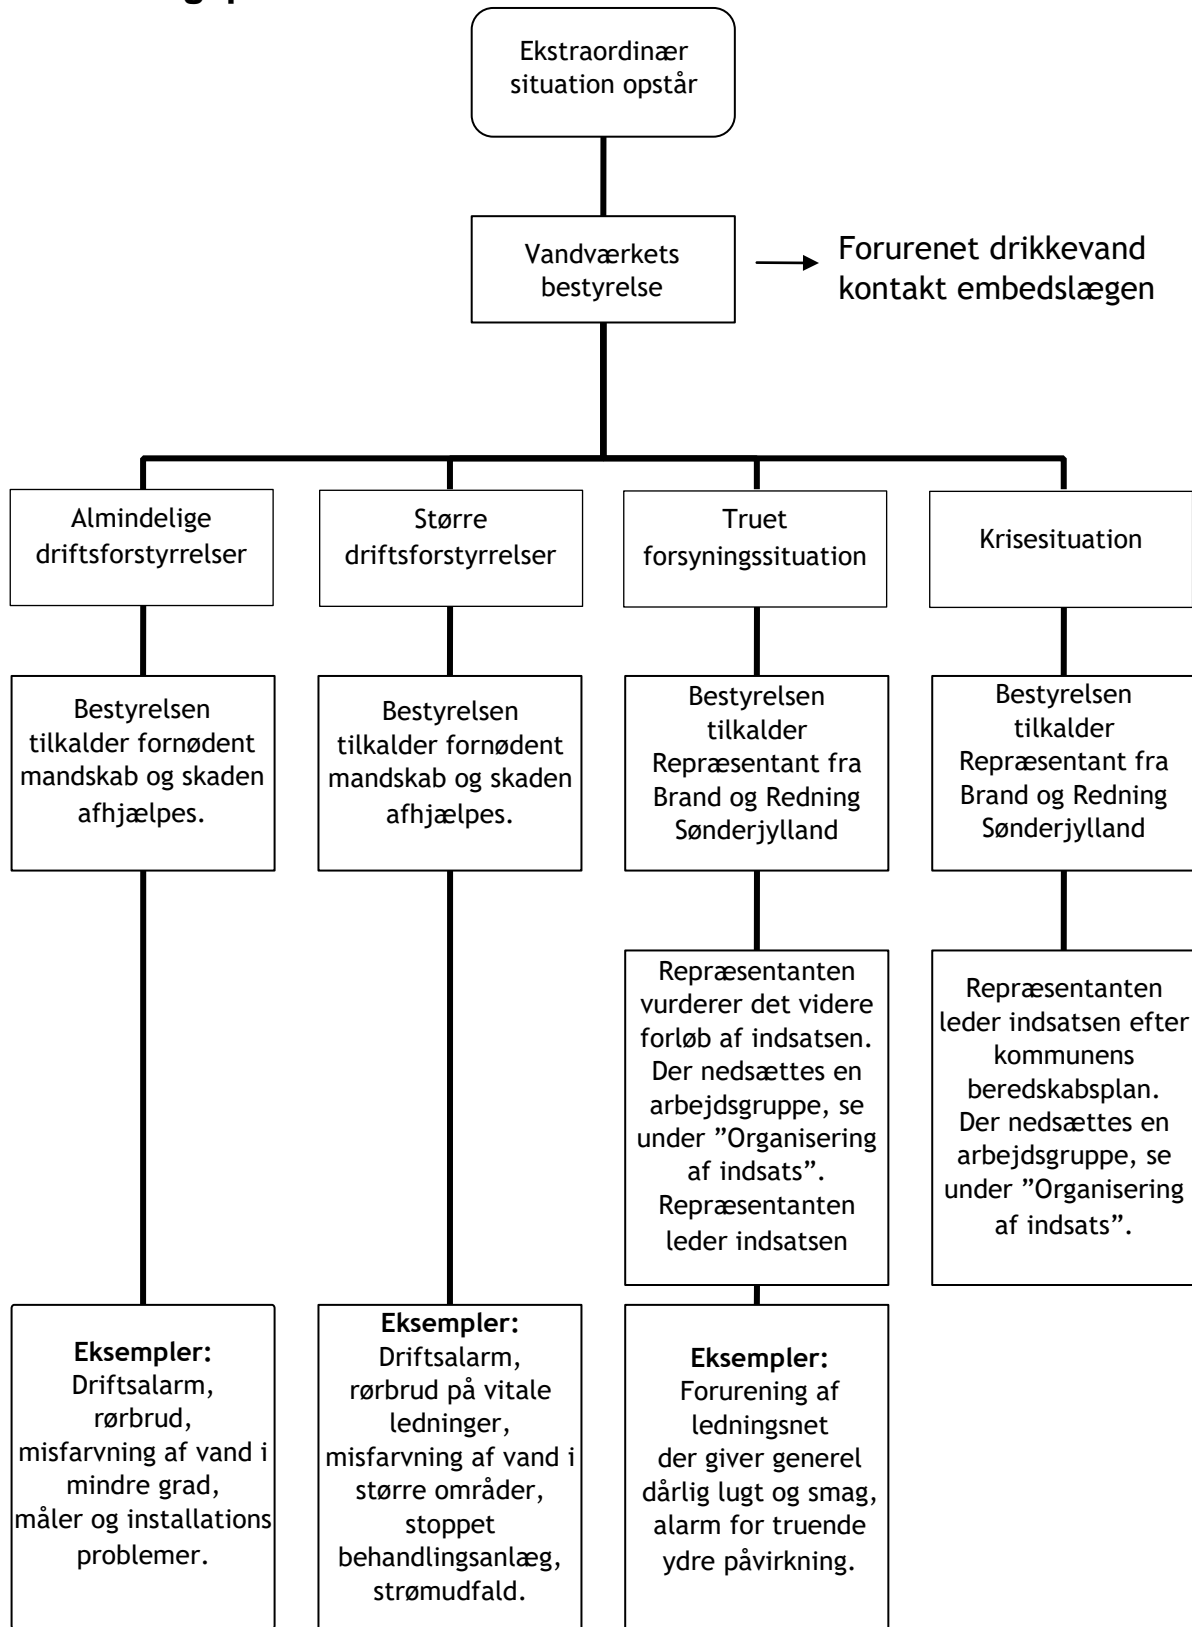 Ekstraordinær
situation opstår
Vandværkets
bestyrelse
Forurenet drikkevand
kontakt embedslægen
Almindelige
driftsforstyrrelser
Større
driftsforstyrrelser
Truet
forsyningssituation
Krisesituation
Bestyrelsen
tilkalder fornødent
mandskab og skaden
afhjælpes.
Bestyrelsen
tilkalder fornødent
mandskab og skaden
afhjælpes.
Bestyrelsen
tilkalder
Repræsentant fra
Brand og Redning
Sønderjylland
Bestyrelsen
tilkalder
Repræsentant fra
Brand og Redning
Sønderjylland
Repræsentanten
vurderer det videre
forløb af indsatsen.
Der nedsættes en
arbejdsgruppe, se
under ”Organisering
af indsats”.
Repræsentanten
leder indsatsen
Repræsentanten
leder indsatsen efter
kommunens
beredskabsplan.
Der nedsættes en
arbejdsgruppe, se
under ”Organisering
af indsats”.
Eksempler:
Driftsalarm,
rørbrud,
misfarvning af vand i
mindre grad,
måler og installations
problemer.
Eksempler:
Driftsalarm,
rørbrud på vitale
ledninger,
misfarvning af vand i
større områder,
stoppet
behandlingsanlæg,
strømudfald.
Eksempler:
Forurening af
ledningsnet
der giver generel
dårlig lugt og smag,
alarm for truende
ydre påvirkning.